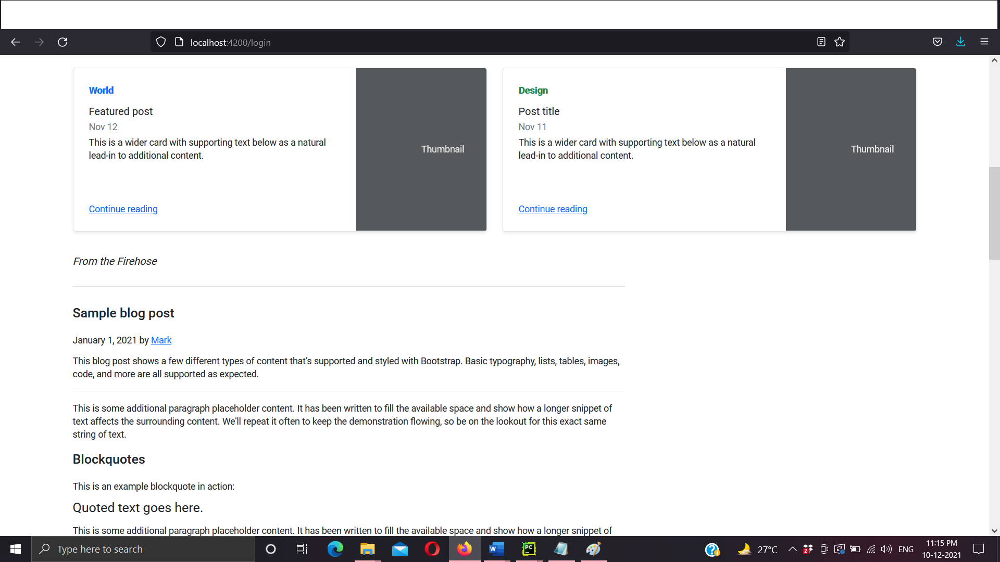 localhost:4200/login
World
Featured post
Nov 12
This is a wider card with supporting text below as a natural
lead-in to additional content.
Continue reading
Thumbnail
Design
Post title
Nov 11
This is a wider card with supporting text below as a natural
lead-in to additional content.
Continue reading
Thumbnail
From the Firehose
Sample blog post
January 1, 2021 by Mark
This blog post shows a few different types of content that’s supported and styled with Bootstrap. Basic typography, lists, tables, images,
code, and more are all supported as expected.
This is some additional paragraph placeholder content. It has been written to fill the available space and show how a longer snippet of
text affects the surrounding content. We'll repeat it often to keep the demonstration flowing, so be on the lookout for this exact same
string of text.
Blockquotes
This is an example blockquote in action:
Quoted text goes here.
This is some additional paragraph placeholder content. It has been written to fill the available space and show how a longer snippet of
Type here to search
W
PC
27°C
2
ENG
11:15 PM
10-12-2021